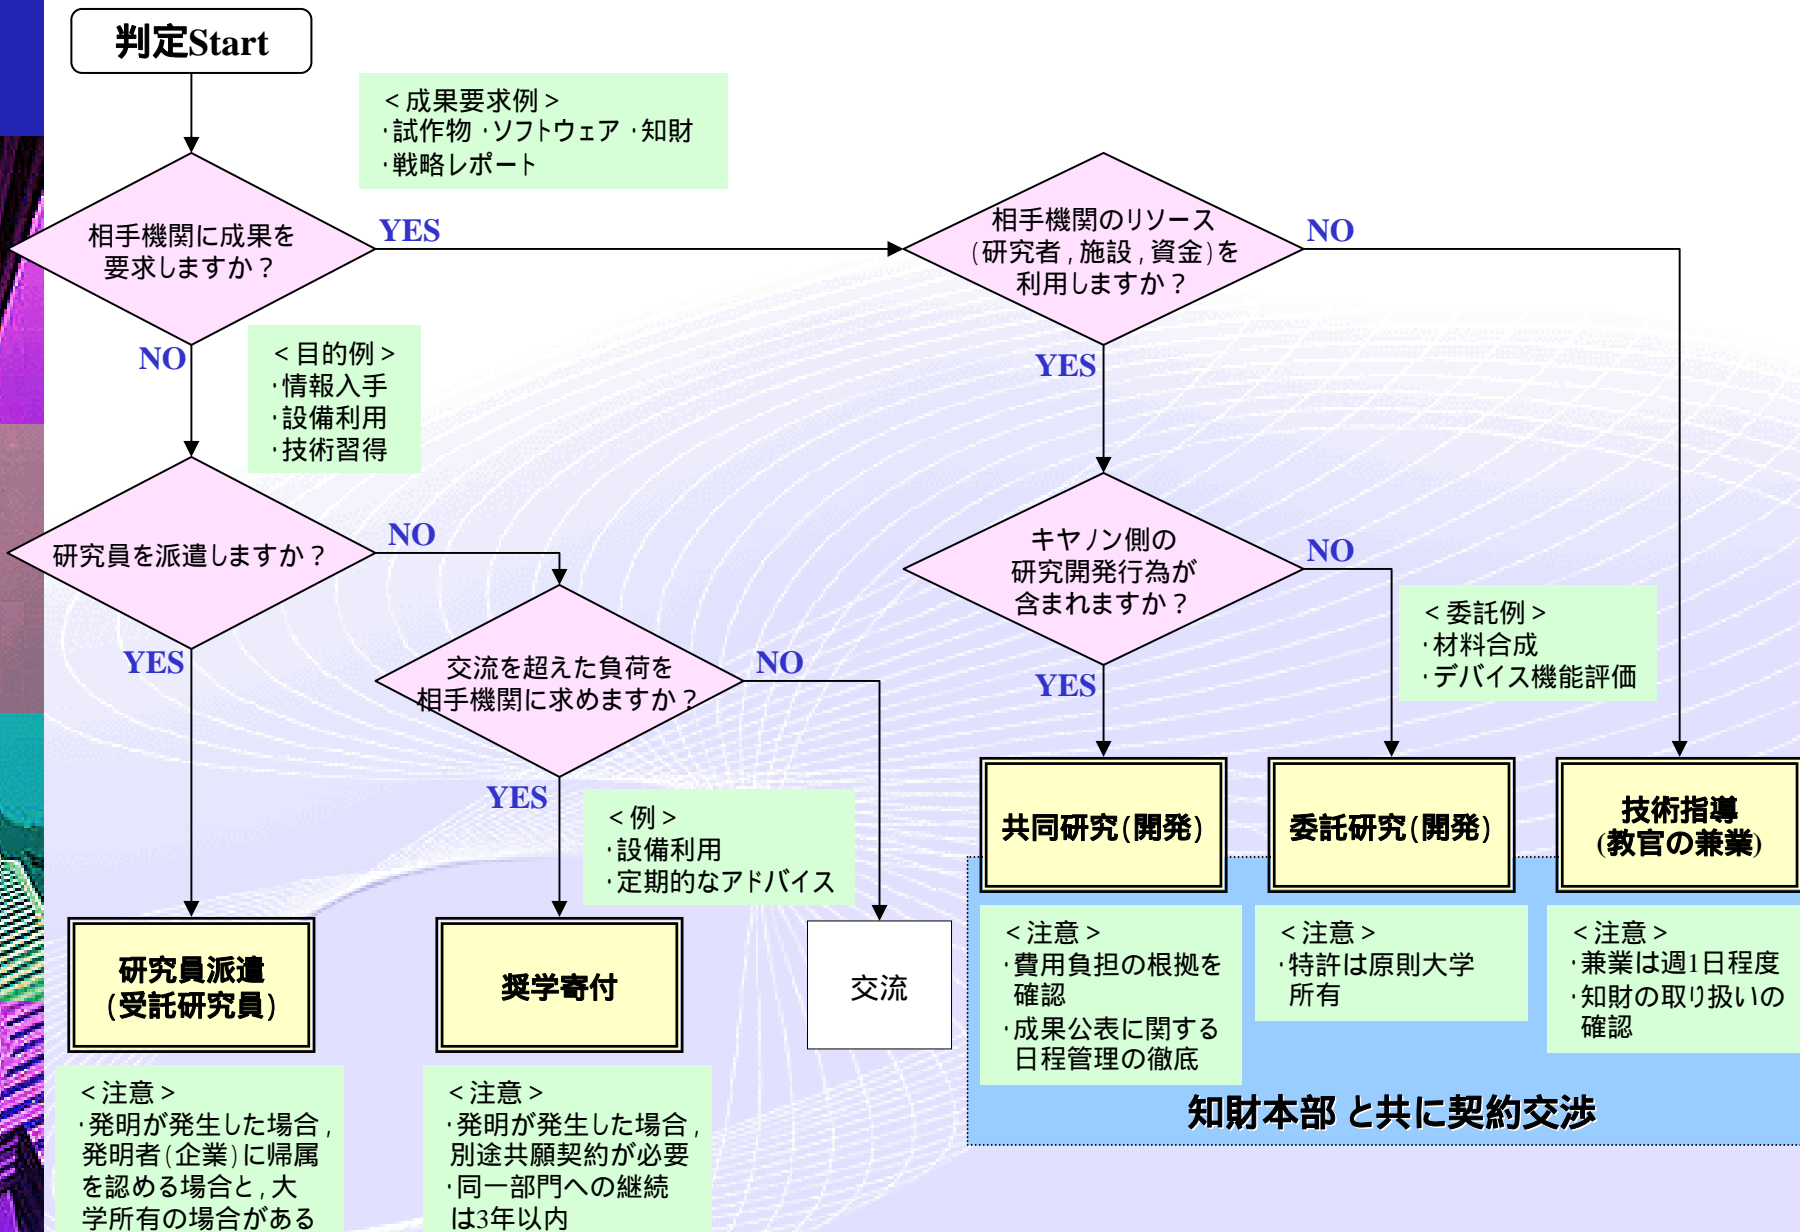 判定Start
<成果要求例>
・試作物 ・ソフトウェア ・知財
・戦略レポート
相手機関に成果を
要求しますか？
YES
NO
相手機関のリソース
(研究者,施設,資金)を
利用しますか？
NO
YES
<目的例>
・情報入手
・設備利用
・技術習得
研究員を派遣しますか？
NO
YES
交流を超えた負荷を
相手機関に求めますか？
NO
YES
<例>
・設備利用
・定期的なアドバイス
キヤノン側の
研究開発行為が
含まれますか？
NO
YES
<委託例>
・材料合成
・デバイス機能評価
共同研究(開発)
委託研究(開発)
技術指導
(教官の兼業)
研究員派遣
(受託研究員)
奨学寄付
交流
<注意>
・費用負担の根拠を
確認
・成果公表に関する
日程管理の徹底
<注意>
・特許は原則大学
所有
<注意>
・兼業は週1日程度
・知財の取り扱いの
確認
知財本部と共に契約交渉
<注意>
・発明が発生した場合,
発明者(企業)に帰属
を認める場合と,大
学所有の場合がある
<注意>
・発明が発生した場合,
別途共願契約が必要
・同一部門への継続
は3年以内